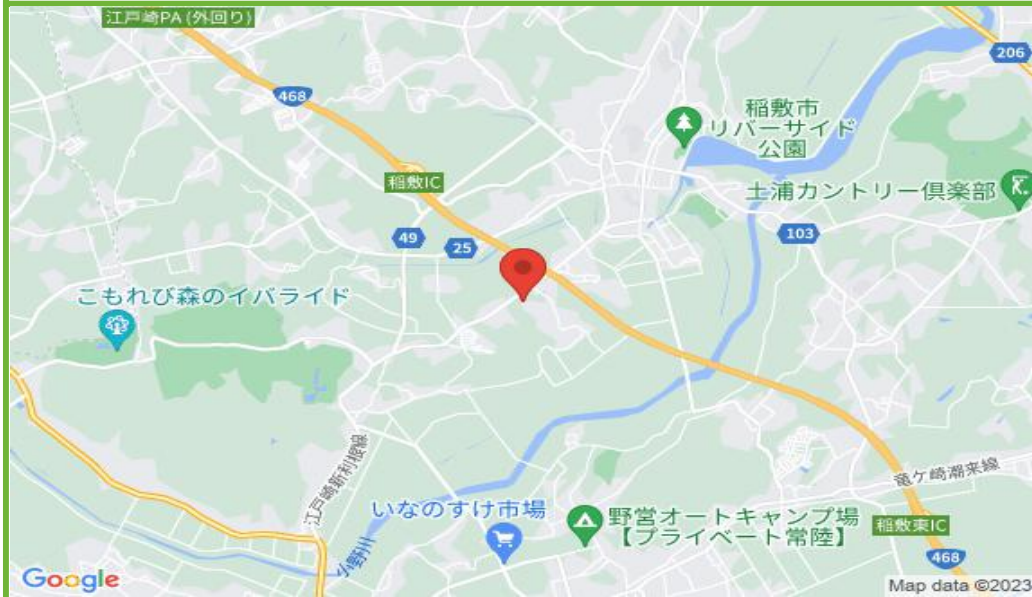 江戸崎PA(外回り)
206
468
稲敷市
リバーサイド
公園
稲敷IC
土浦カントリー倶楽部
49
25
103
こもれび森のイバライド
江戸崎新利根線
竜ケ崎潮来線
いなのすけ市場
野営オートキャンプ場
【プライベート常陸】
稲敷東IC
小野川
468
Google
Map data ©2023